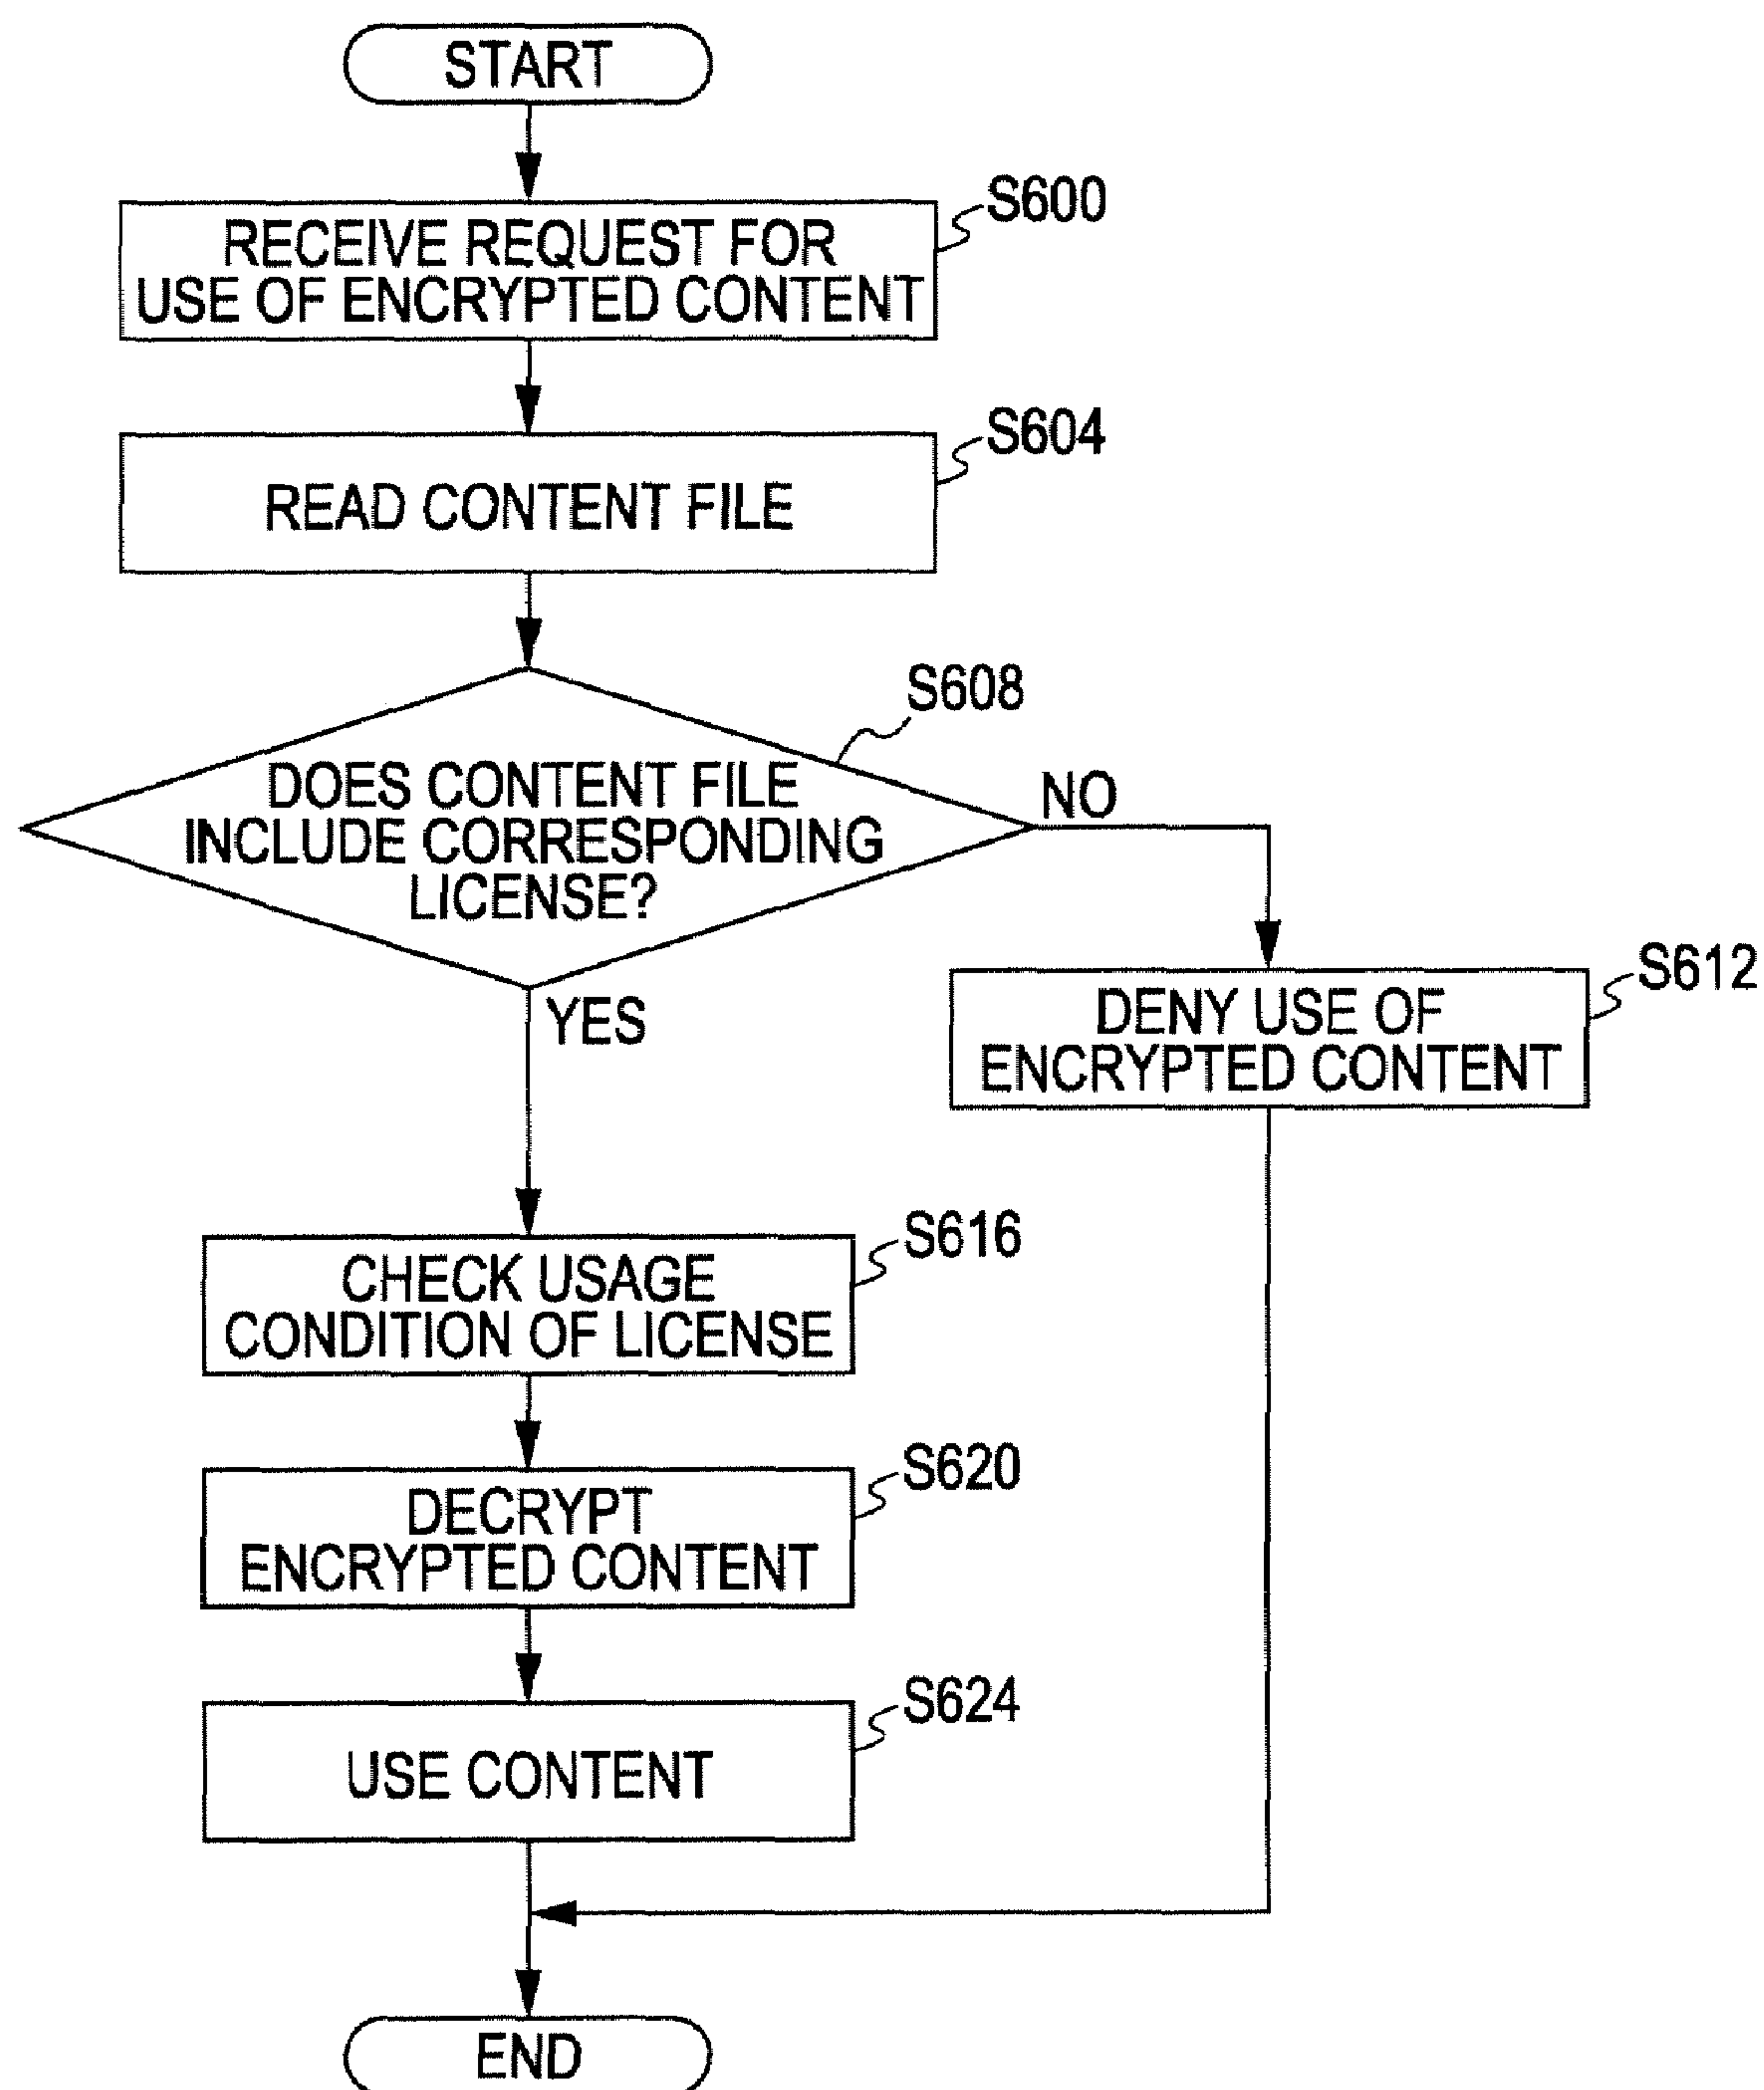 START
S600
RECEIVE REQUEST FOR
USE OF ENCRYPTED CONTENT
S604
READ CONTENT FILE
S608
DOES CONTENT FILE
INCLUDE CORRESPONDING
LICENSE?
NO
YES
S612
DENY USE OF
ENCRYPTED CONTENT
S616
CHECK USAGE
CONDITION OF LICENSE
S620
DECRYPT
ENCRYPTED CONTENT
S624
USE CONTENT
END